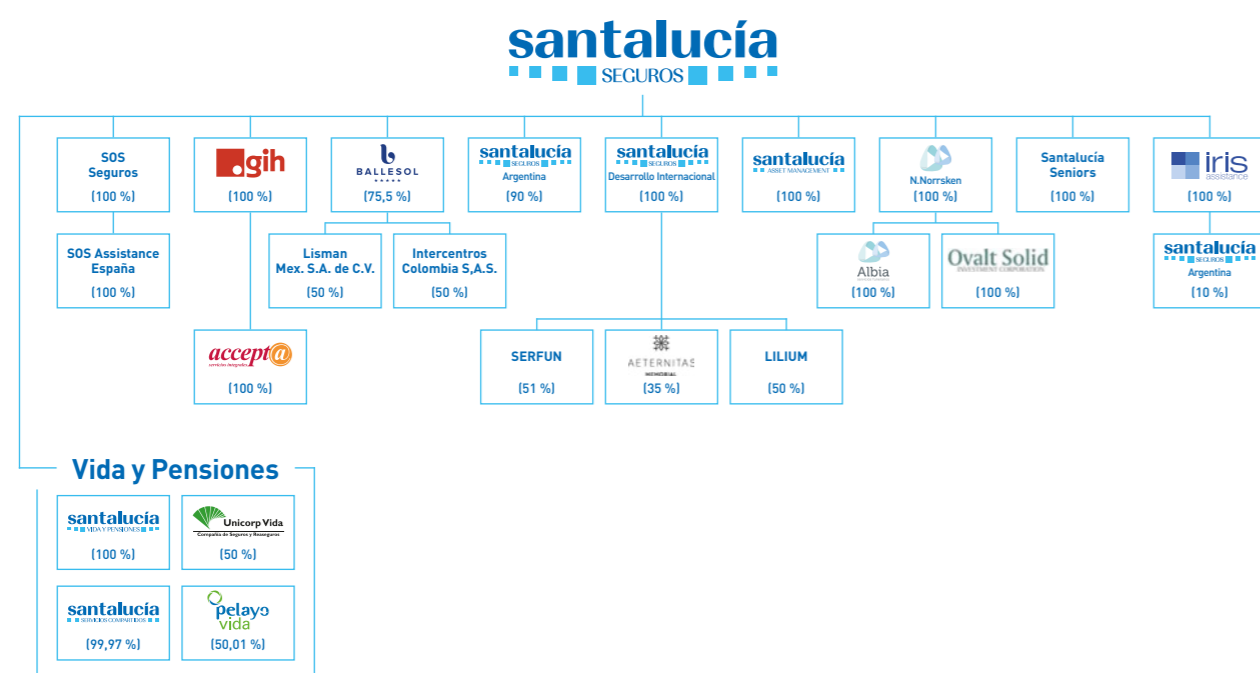 santalucía
SEGUROS
SOS
Seguros
(100 %)
.gih
(100 %)
BALLESOL
(75,5 %)
santalucía
SEGUROS
Argentina
(90 %)
santalucía
SEGUROS
Desarrollo Internacional
(100 %)
santalucía
ASSET MANAGEMENT
(100 %)
N.Norrsken
(100 %)
Santalucía
Seniors
(100 %)
iris
assistance
(100 %)
SOS Assistance
España
(100 %)
Lisman
Mex. S.A. de C.V.
(50 %)
Intercentros
Colombia S,A.S.
(50 %)
Albia
(100 %)
Ovalt Solid
INVESTMENT CORPORATION
(100 %)
santalucía
SEGUROS
Argentina
(10 %)
accept@
servicios integrales
(100 %)
SERFUN
(51 %)
AETERNITAS
MEMORIAL
(35 %)
LILIUM
(50 %)
Vida y Pensiones
santalucía
VIDA Y PENSIONES
(100 %)
Unicorp Vida
Compañía de Seguros y Reaseguros
(50 %)
santalucía
SERVICIOS COMPARTIDOS
(99,97 %)
pelayo
vida
(50,01 %)